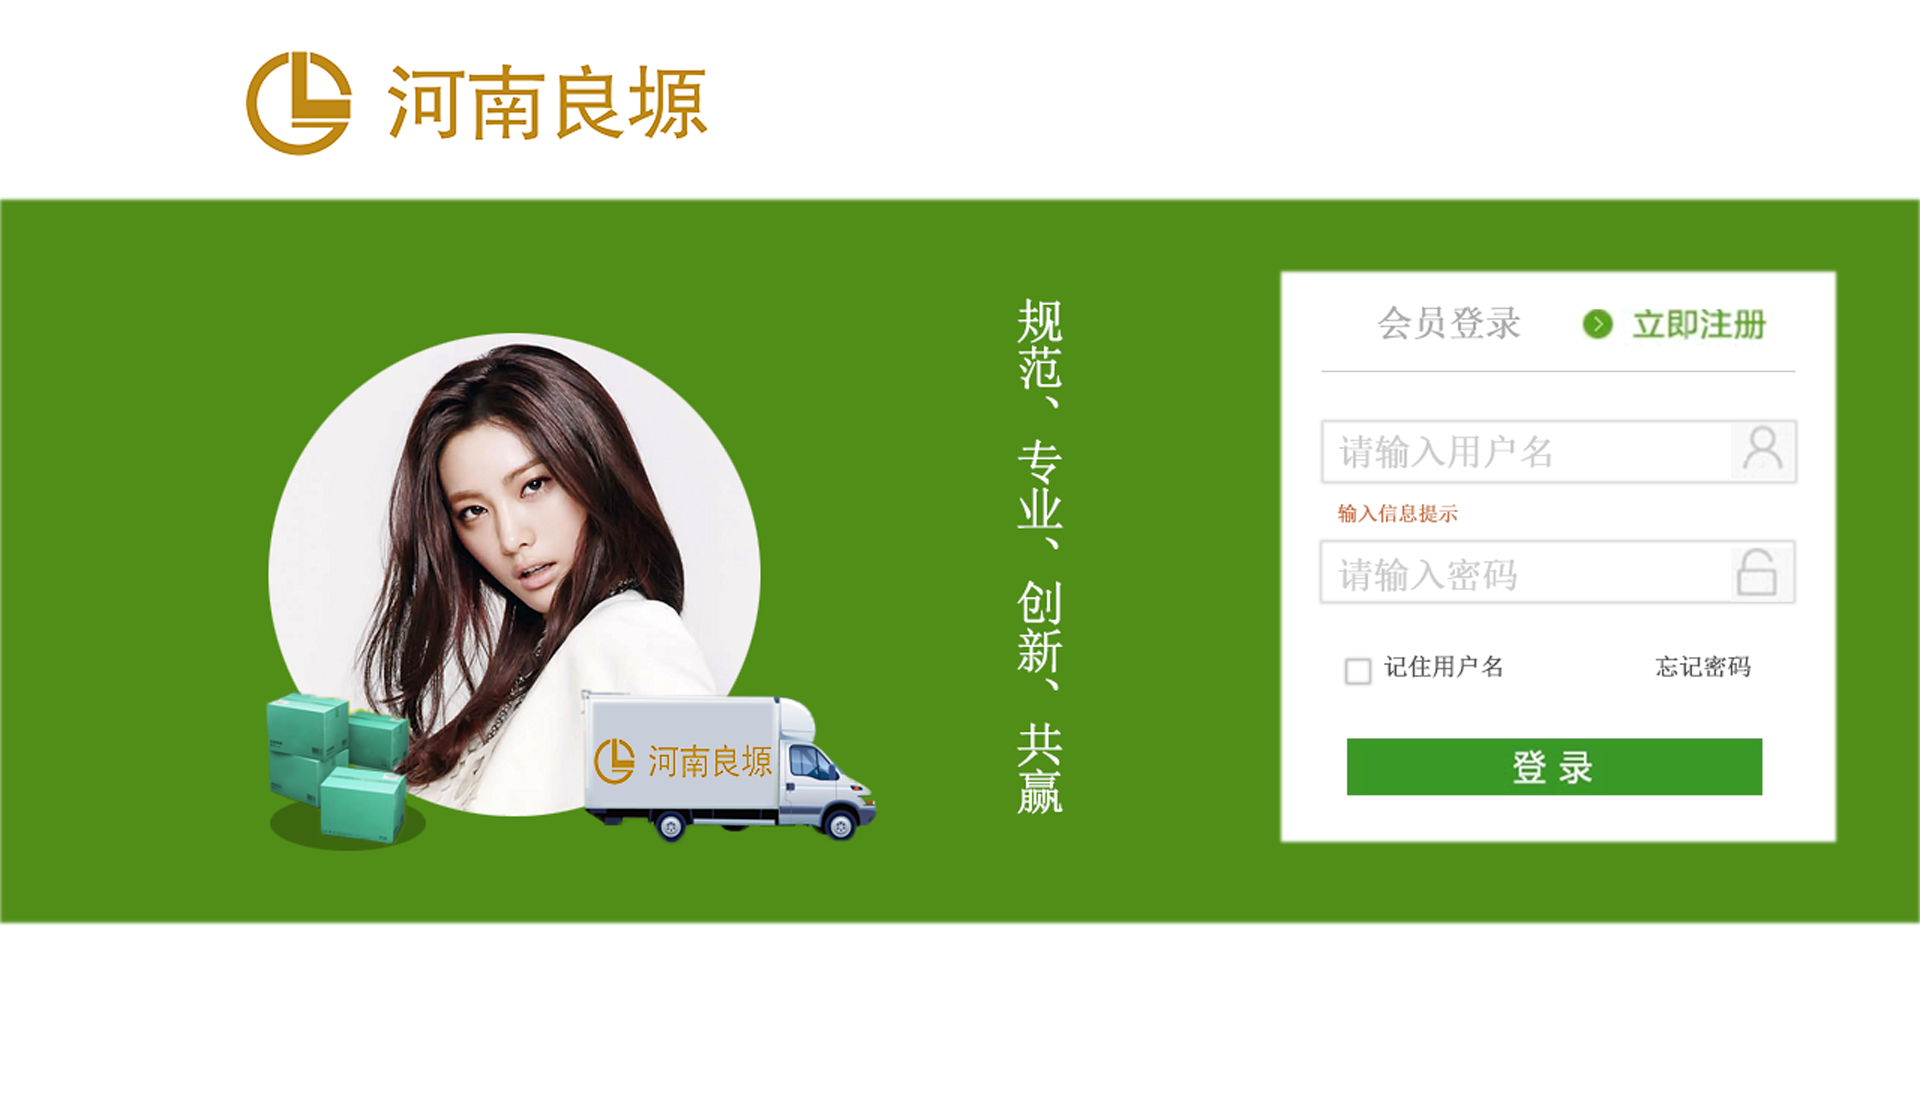 河南良塬
规范、专业、创新、共赢
会员登录
立即注册
请输入用户名
输入信息提示
请输入密码
记住用户名
忘记密码
登录
河南良塬